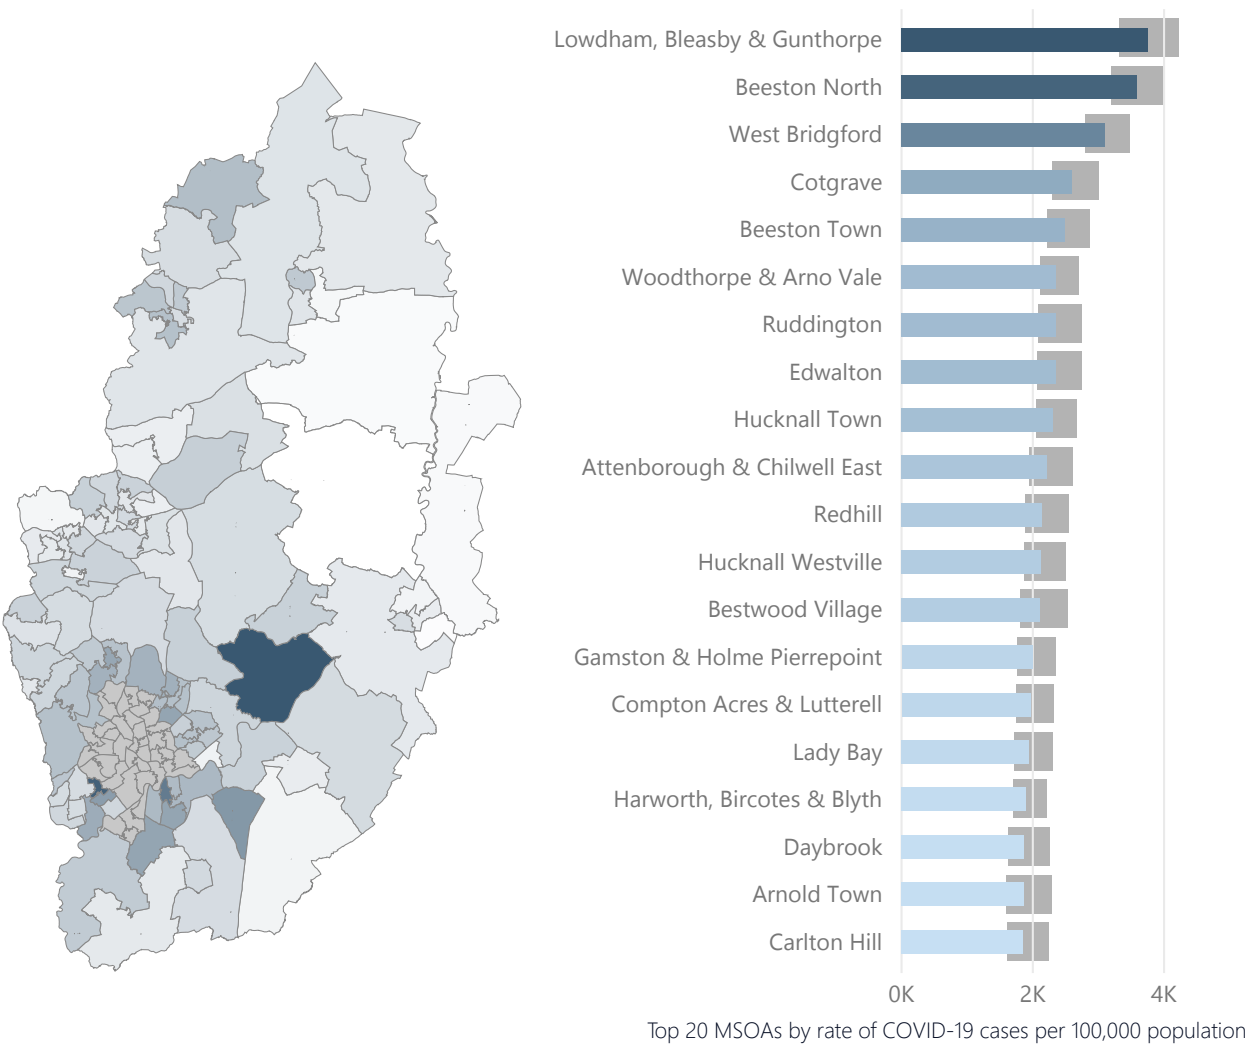 Lowdham, Bleasby & Gunthorpe
Beeston North
West Bridgford
Cotgrave
Beeston Town
Woodthorpe & Arno Vale
Ruddington
Edwalton
Hucknall Town
Attenborough & Chilwell East
Redhill
Hucknall Westville
Bestwood Village
Gamston & Holme Pierrepoint
Compton Acres & Lutterell
Lady Bay
Harworth, Bircotes & Blyth
Daybrook
Arnold Town
Carlton Hill
0K 2K 4K
Top 20 MSOAs by rate of COVID-19 cases per 100,000 population